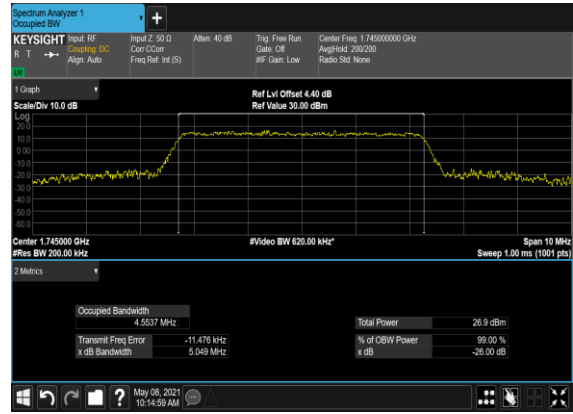 Spectrum Analyzer 1
Occupied BW
KEYSIGHT Input: RF Input Z: 50 Ω Atten: 40 dB Trig: Free Run Center Freq: 1.745000000 GHz
R T Coupling: DC Corr CCorr Gate: Off Avg|Hold: 200/200
Align: Auto Freq Ref: Int (S) #IF Gain: Low Radio Std: None
LW
1 Graph Ref Lvl Offset 4.40 dB
Scale/Div 10.0 dB Ref Value 30.00 dBm
Log
20.0
10.0
0.00
-10.0
-20.0
-30.0
-40.0
-50.0
-60.0
Center 1.745000 GHz #Video BW 620.00 kHz* Span 10 MHz
#Res BW 200.00 kHz Sweep 1.00 ms (1001 pts)
2 Metrics
Occupied Bandwidth
4.5537 MHz Total Power 26.9 dBm
Transmit Freq Error -11.476 kHz % of OBW Power 99.00 %
x dB Bandwidth 5.049 MHz x dB -26.00 dB
? May 08, 2021
10:14:59 AM